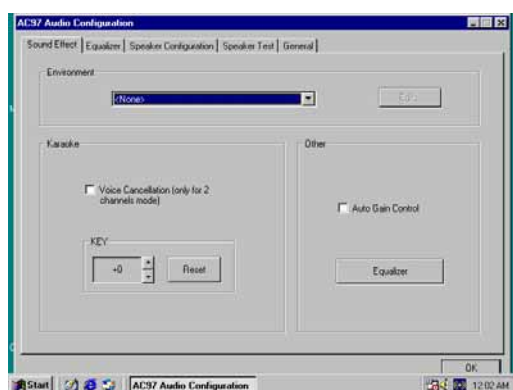 AC97 Audio Configuration
Sound Effect Equalizer Speaker Configuration Speaker Test General
Environment
<None>
Edit
Karaoke
Other
Voice Cancellation (only for 2
channels mode)
Auto Gain Control
KEY
+0
Reset
Equalizer
OK
Start
AC97 Audio Configuration
12:02 AM